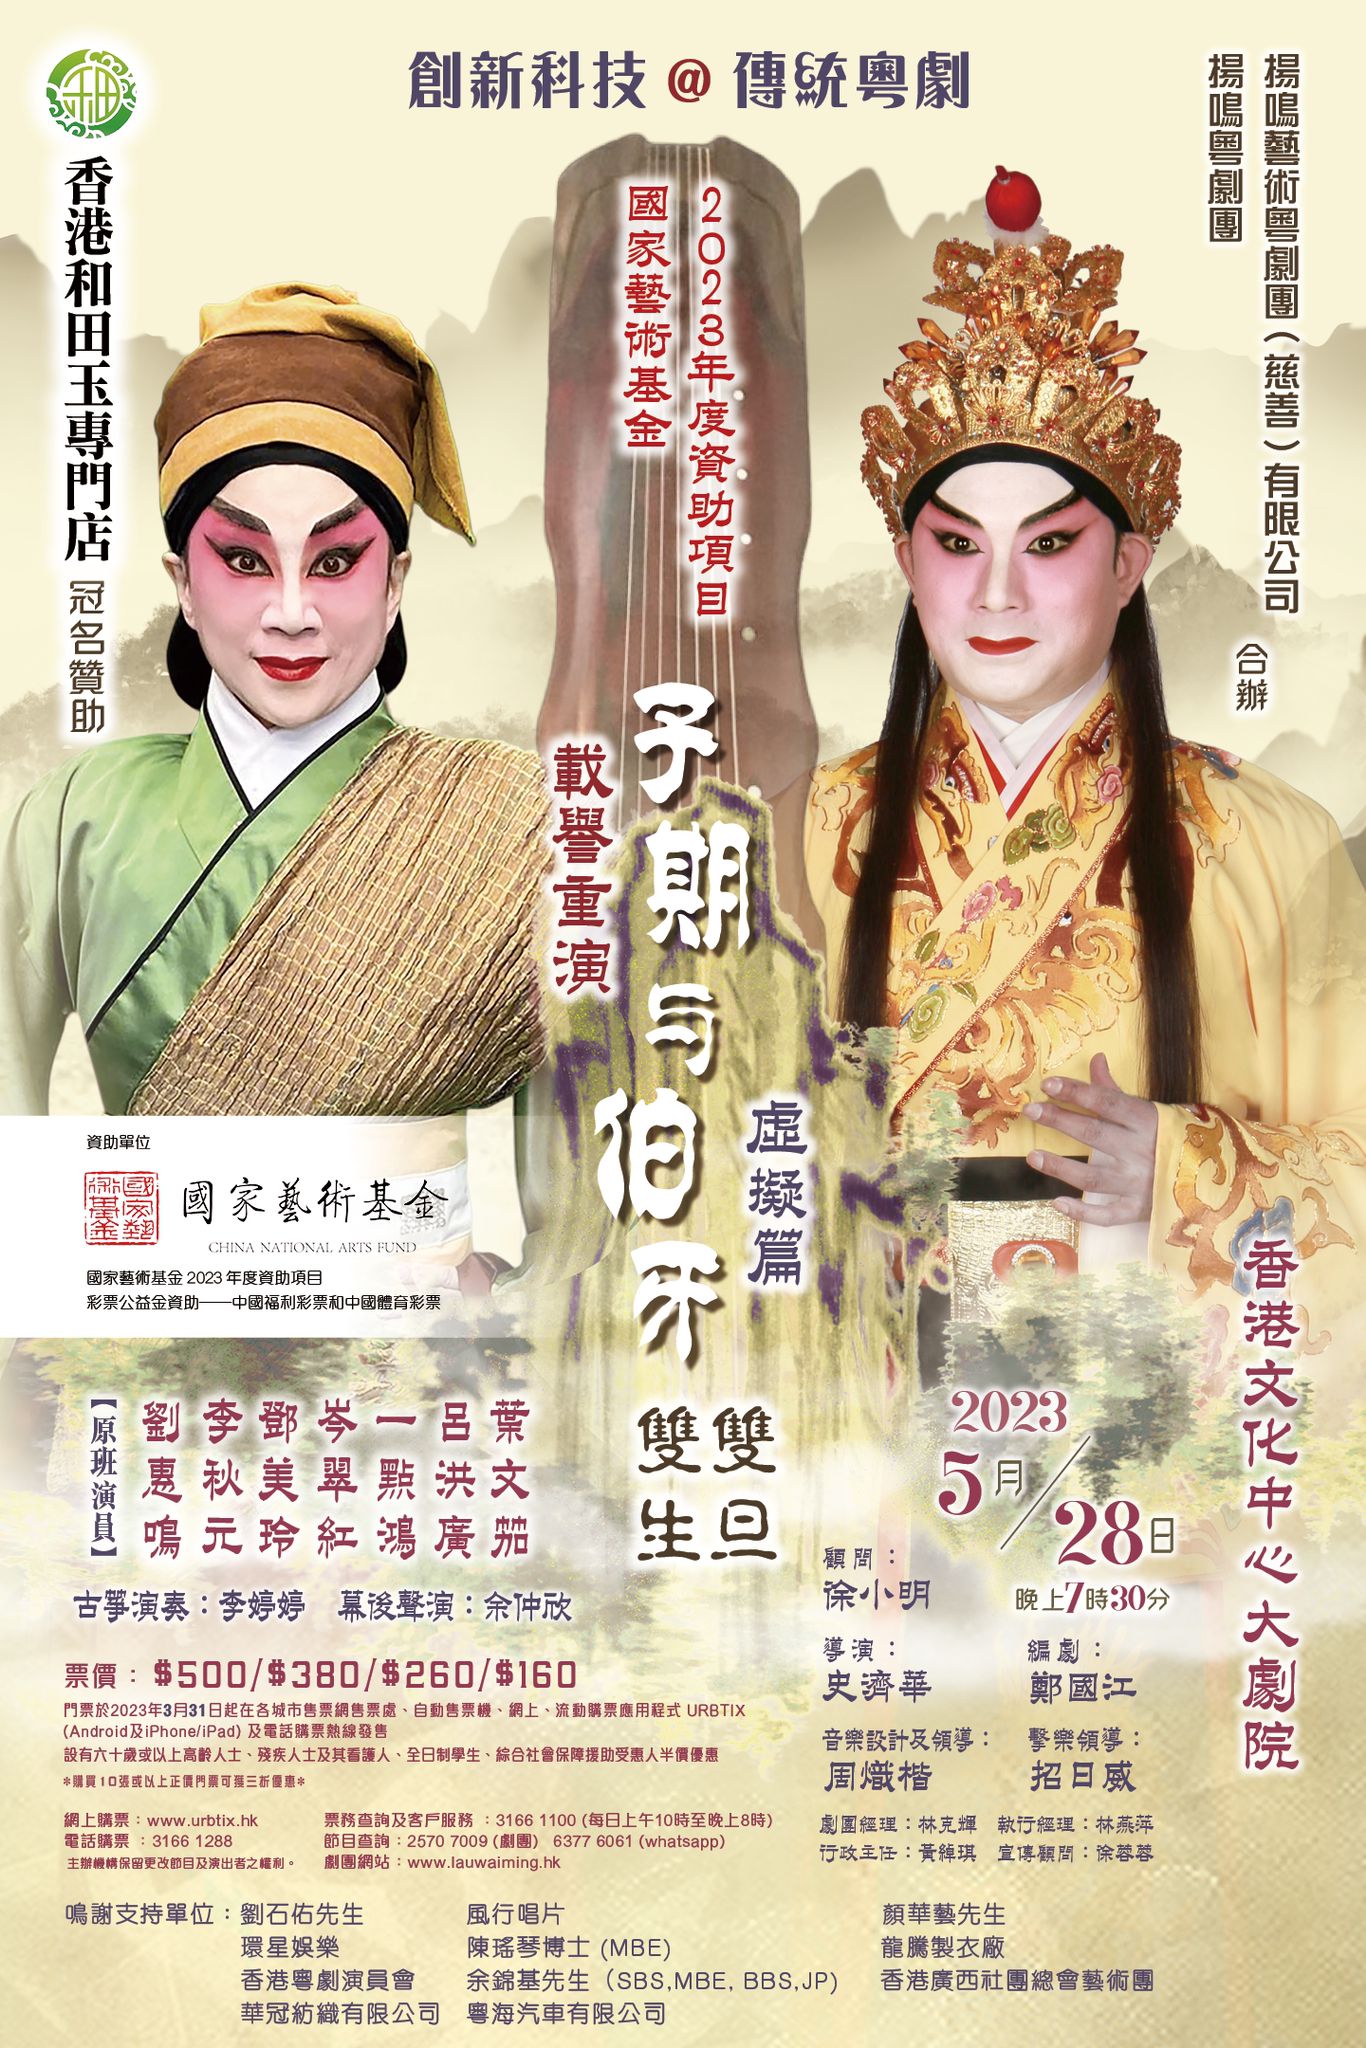 創新科技@傳統粵劇
揚鳴藝術粵劇團(慈善)有限公司
揚鳴粵劇團
合辦
香港和田玉專門店
冠名贊助
2023年度資助項目
國家藝術基金
載譽重演
子期与伯牙
虛擬篇
雙旦
雙生
資助單位
國家藝術基金
CHINA NATIONAL ARTS FUND
國家藝術基金 2023 年度資助項目
彩票公益金資助——中國福利彩票和中國體育彩票
香港文化中心大劇院
2023
5月/28日
晚上7時30分
【原班演員】
劉惠鳴
李秋元
鄧美玲
岑翠紅
一點鴻
呂洪廣
葉文笳
古箏演奏：李婷婷 幕後聲演：余仲欣
票價：$500/$380/$260/$160
門票於2023年3月31日起在各城市售票網售票處、自動售票機、網上、流動購票應用程式 URBTIX
(Android及iPhone/iPad) 及電話購票熱線發售
設有六十歲或以上高齡人士、殘疾人士及其看護人、全日制學生、綜合社會保障援助受惠人半價優惠
*購買10張或以上正價門票可獲三折優惠*
網上購票：www.urbtix.hk
電話購票：3166 1288
主辦機構保留更改節目及演出者之權利。
票務查詢及客戶服務：3166 1100 (每日上午10時至晚上8時)
節目查詢：2570 7009 (劇團) 6377 6061 (whatsapp)
劇團網站：www.lauwaiming.hk
顧問：
徐小明
導演：
史濟華
編劇：
鄭國江
音樂設計及領導：
周熾楷
擊樂領導：
招日威
劇團經理：林克輝 執行經理：林燕萍
行政主任：黃綽琪 宣傳顧問：徐蓉蓉
鳴謝支持單位：劉石佑先生
環星娛樂
香港粵劇演員會
華冠紡織有限公司
風行唱片
陳瑤琴博士 (MBE)
余錦基先生（SBS,MBE, BBS,JP)
粵海汽車有限公司
顏華藝先生
龍騰製衣廠
香港廣西社團總會藝術團